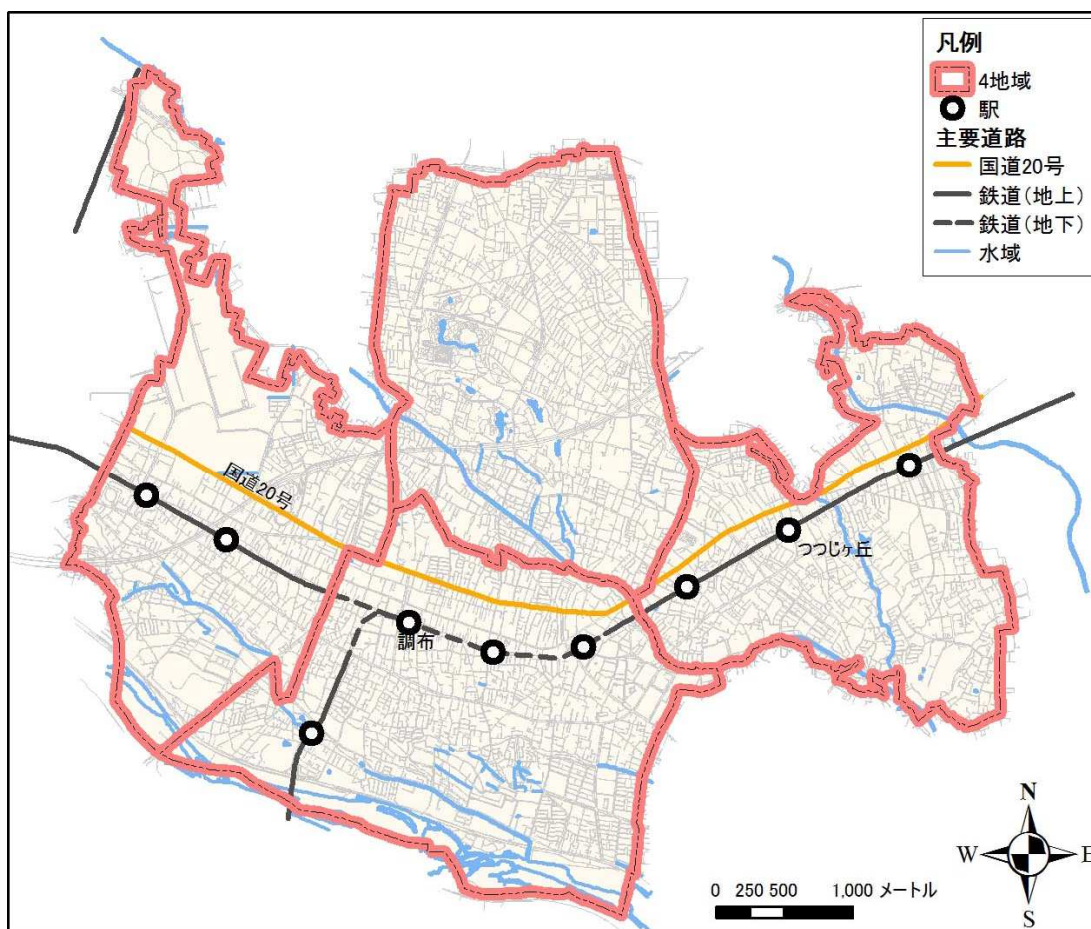 凡例
4地域
駅
主要道路
国道20号
鉄道(地上)
鉄道(地下)
水域
国道20号
つつじヶ丘
調布
N
W
E
S
0 250 500 1,000 メートル